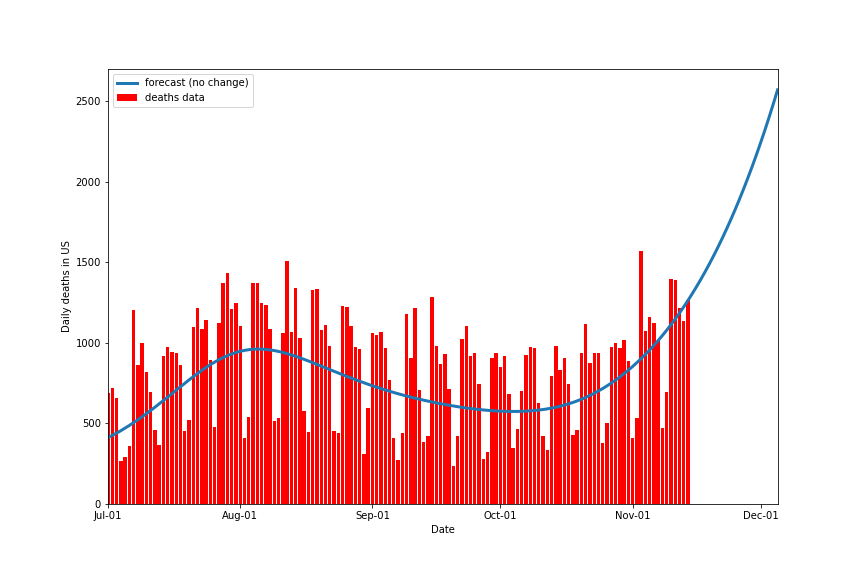 forecast (no change)
deaths data
2500
2000
1500
1000
500
0
Daily deaths in US
Jul-01
Aug-01
Sep-01
Oct-01
Nov-01
Dec-01
Date